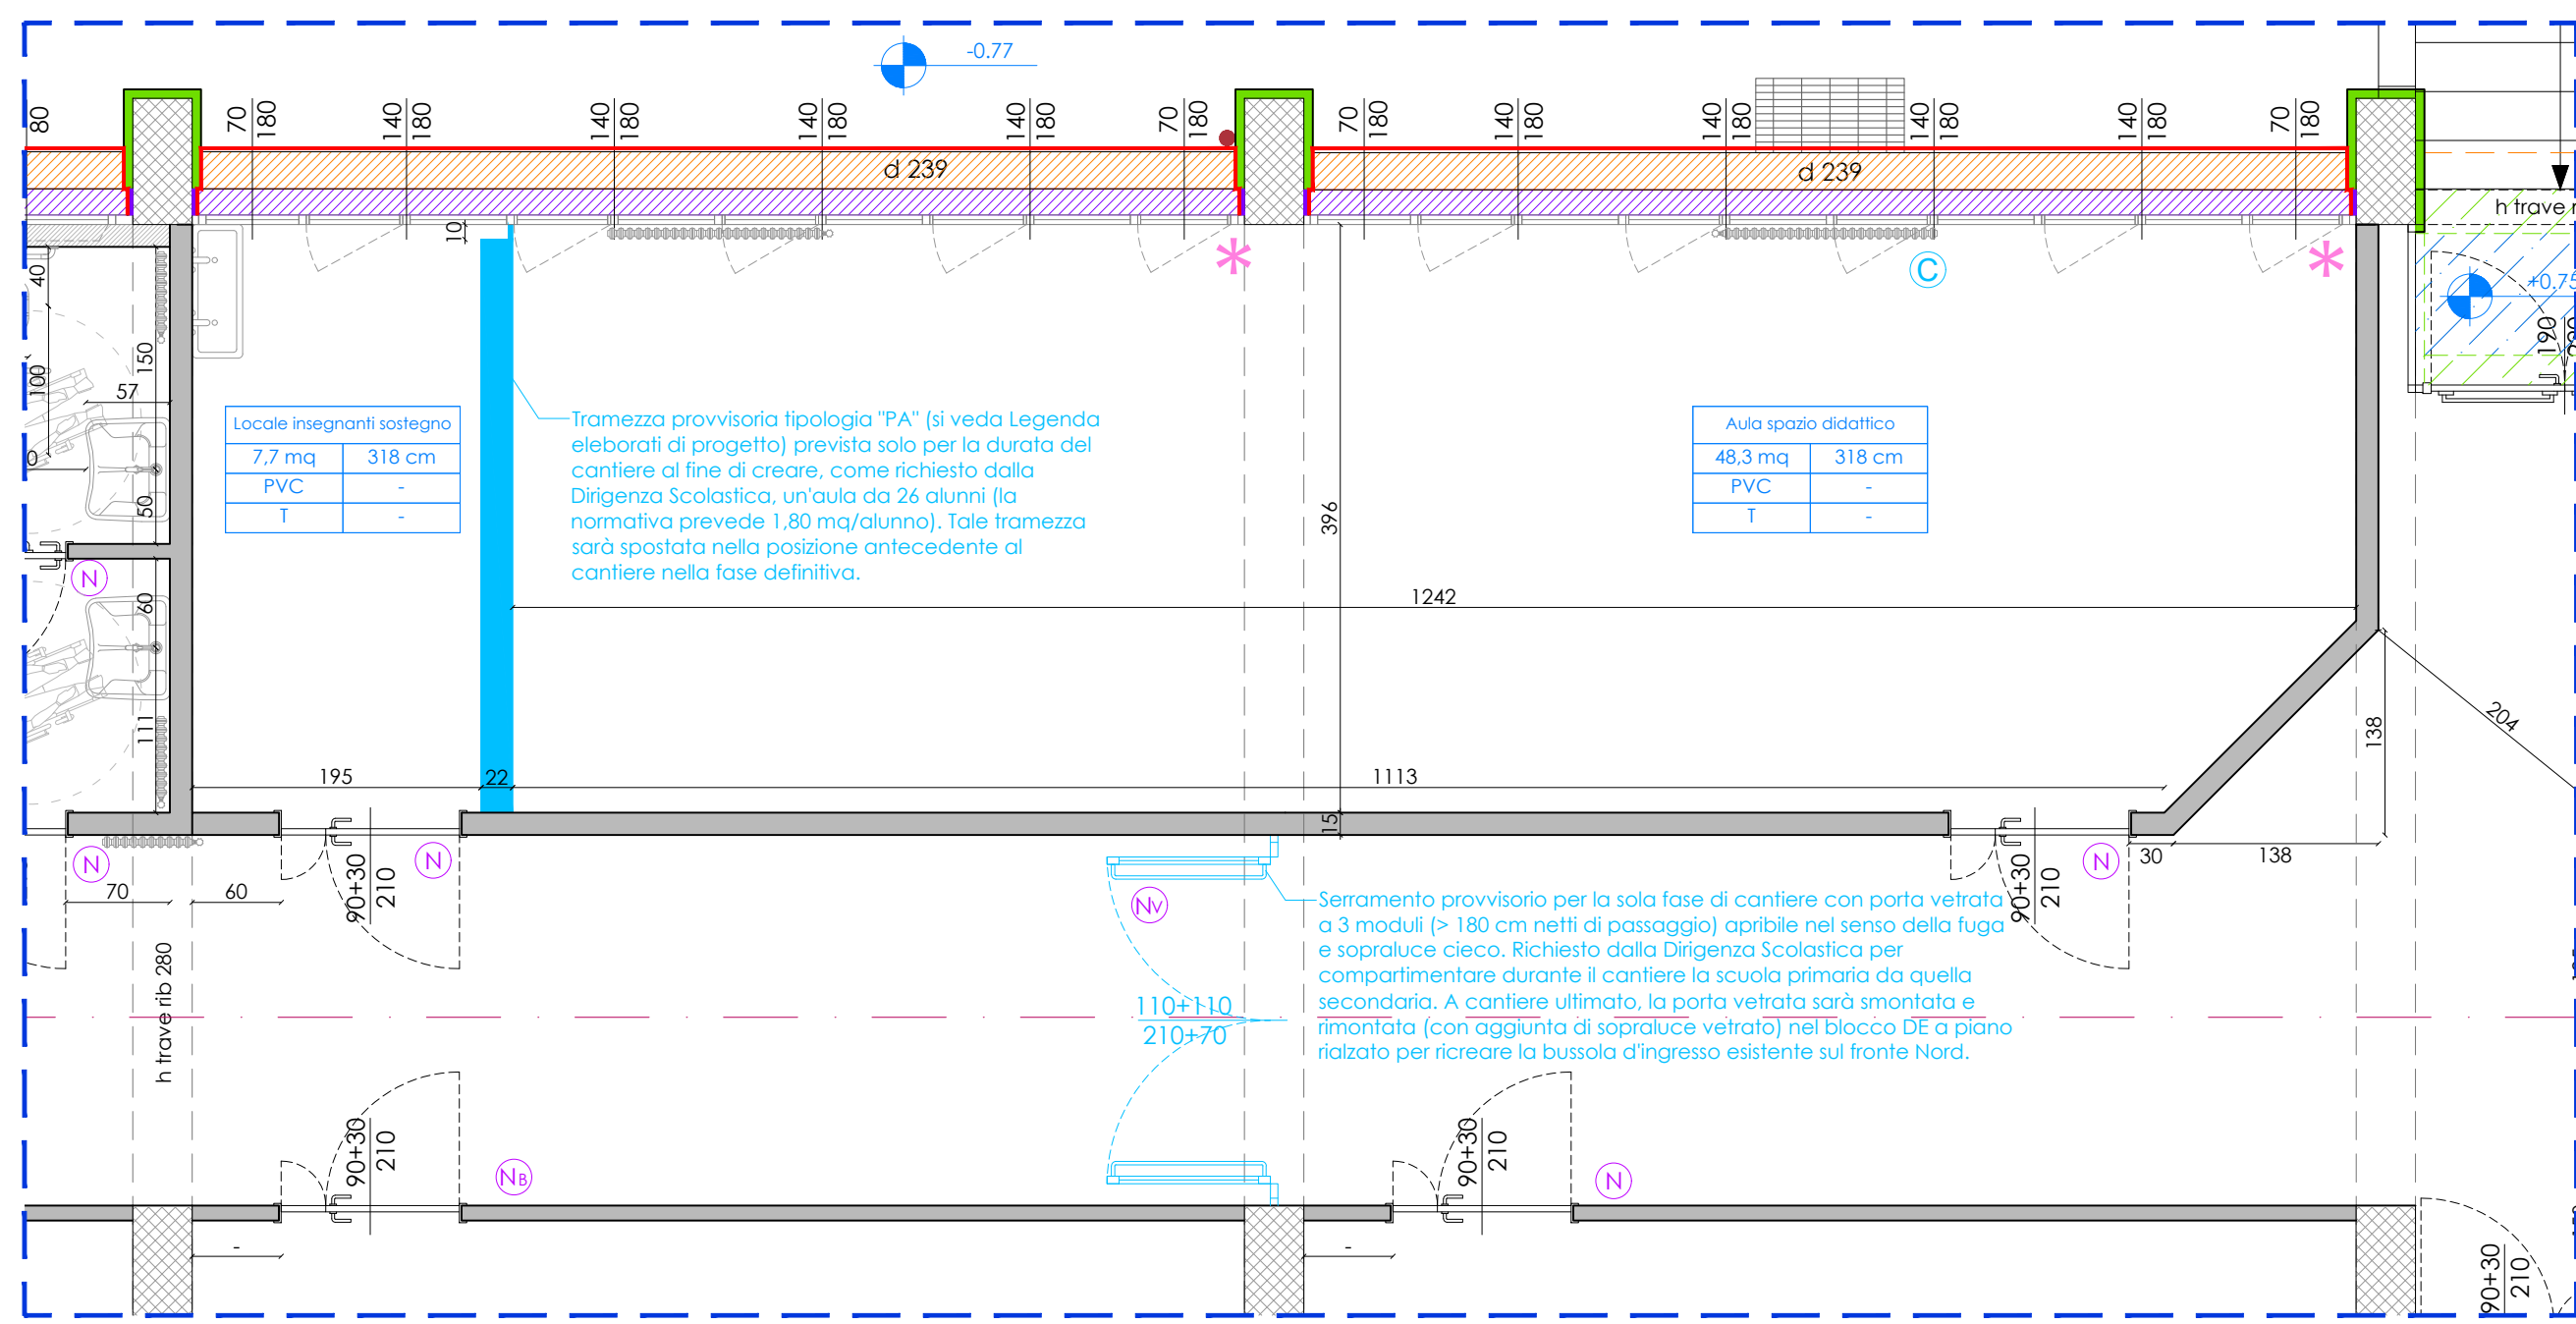 -0.77
80
70
180
140
180
140
180
140
180
140
180
70
180
70
180
140
180
140
180
140
180
140
180
70
180
d 239
d 239
h trave r
10
C
+0.75
190
40
100
150
57
0
50
60
111
Locale insegnanti sostegno
7,7 mq
318 cm
PVC
-
T
-
Tramezza provvisoria tipologia "PA" (si veda Legenda
eleborati di progetto) prevista solo per la durata del
cantiere al fine di creare, come richiesto dalla
Dirigenza Scolastica, un'aula da 26 alunni (la
normativa prevede 1,80 mq/alunno). Tale tramezza
sarà spostata nella posizione antecedente al
cantiere nella fase definitiva.
Aula spazio didattico
48,3 mq
318 cm
PVC
-
T
-
396
N
1242
195
22
1113
15
138
204
N
N
N
70
60
90+30
210
30
138
90+30
210
NV
Serramento provvisorio per la sola fase di cantiere con porta vetrata
a 3 moduli (> 180 cm netti di passaggio) apribile nel senso della fuga
e sopraluce cieco. Richiesto dalla Dirigenza Scolastica per
compartimentare durante il cantiere la scuola primaria da quella
secondaria. A cantiere ultimato, la porta vetrata sarà smontata e
rimontata (con aggiunta di sopraluce vetrato) nel blocco DE a piano
rialzato per ricreare la bussola d'ingresso esistente sul fronte Nord.
110+110
210+70
h trave rib 280
90+30
210
NB
90+30
210
N
-
-
90+30
210